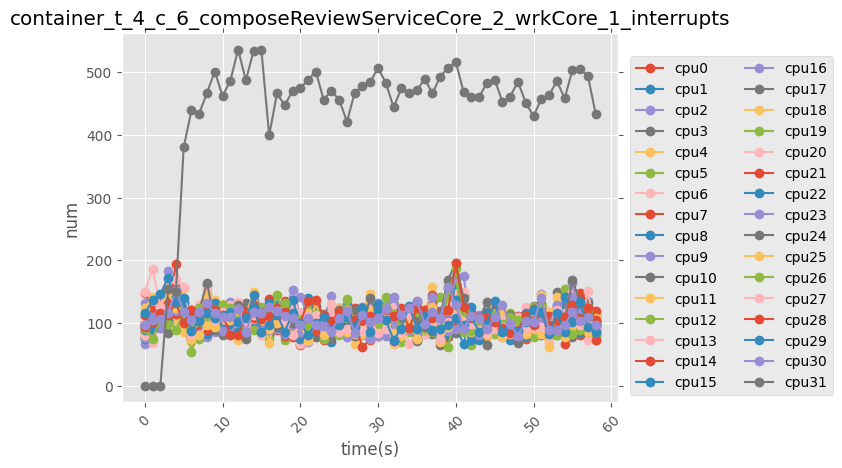 container_t_4_c_6_composeReviewServiceCore_2_wrkCore_1_interrupts
500
400
300
200
100
0
num
0
10
20
30
40
50
60
time(s)
cpu0
cpu1
cpu2
cpu3
cpu4
cpu5
cpu6
cpu7
cpu8
cpu9
cpu10
cpu11
cpu12
cpu13
cpu14
cpu15
cpu16
cpu17
cpu18
cpu19
cpu20
cpu21
cpu22
cpu23
cpu24
cpu25
cpu26
cpu27
cpu28
cpu29
cpu30
cpu31